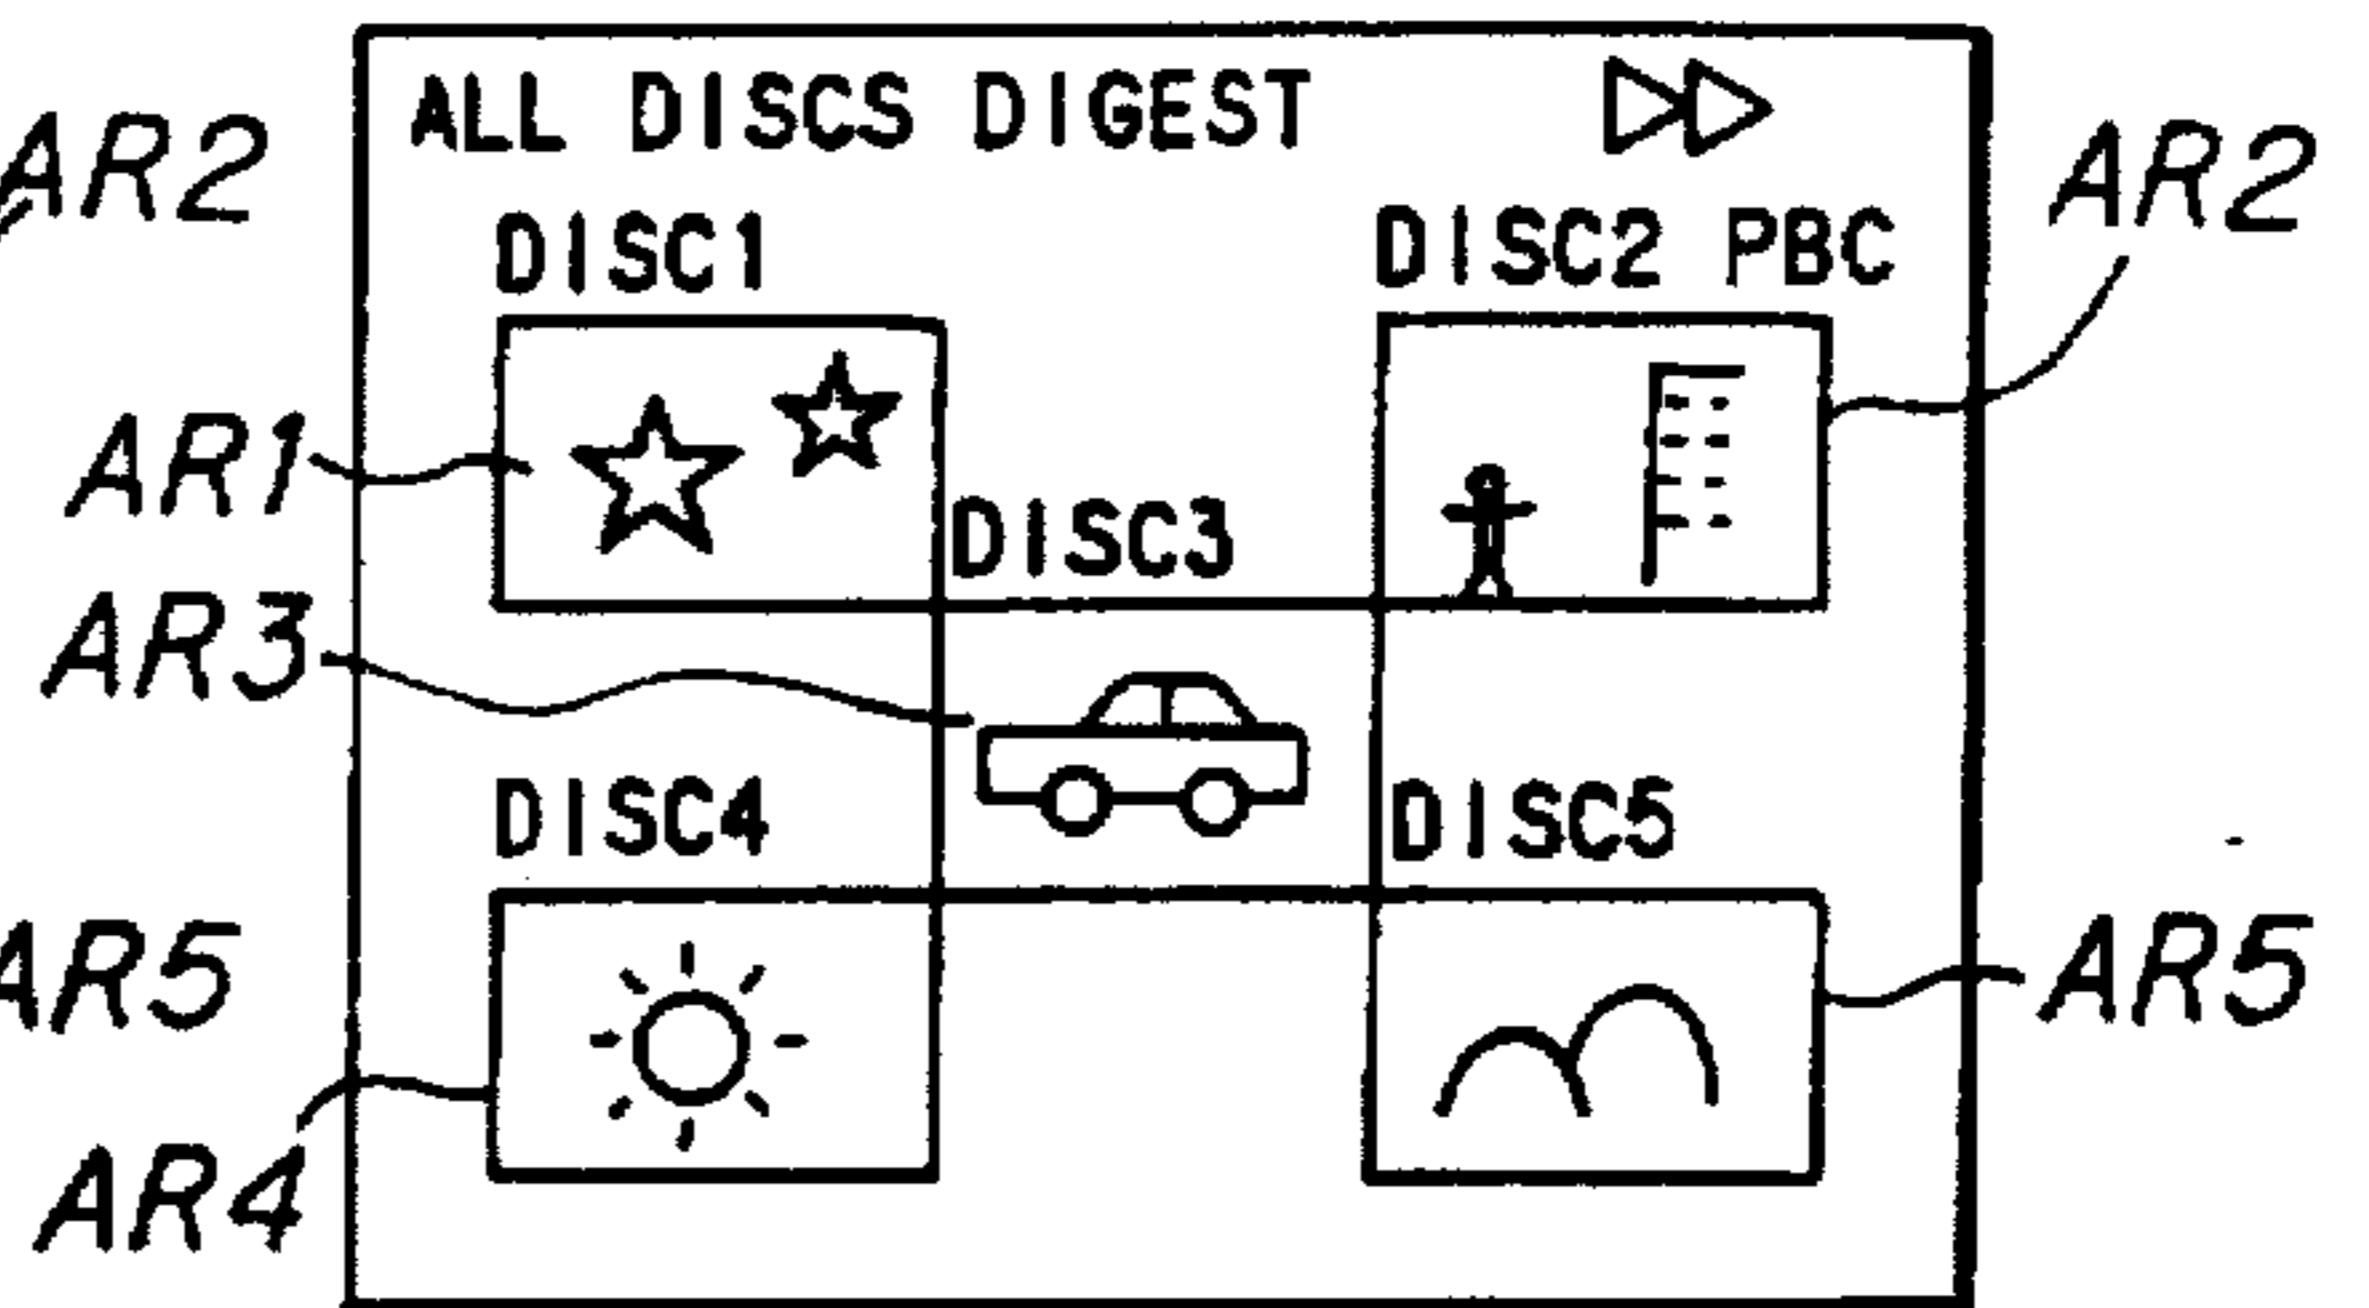 ALL DISCS DIGEST
AR2
AR2
DISC1
DISC2 PBC
AR1
DISC3
AR3
DISC4
DISC5
AR5
AR5
AR4